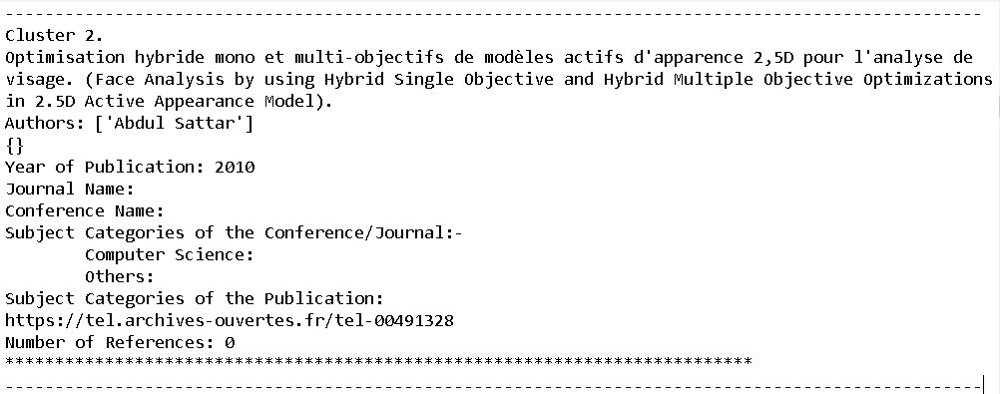 ---------------------------------------------------------------------------------------------------
Cluster 2.
Optimisation hybride mono et multi-objectifs de modèles actifs d'apparence 2,5D pour l'analyse de
visage. (Face Analysis by using Hybrid Single Objective and Hybrid Multiple Objective Optimizations
in 2.5D Active Appearance Model).
Authors: ['Abdul Sattar']
{}
Year of Publication: 2010
Journal Name:
Conference Name:
Subject Categories of the Conference/Journal:-
        Computer Science:
        Others:
Subject Categories of the Publication:
https://tel.archives-ouvertes.fr/tel-00491328
Number of References: 0
***************************************************************************
---------------------------------------------------------------------------------------------------